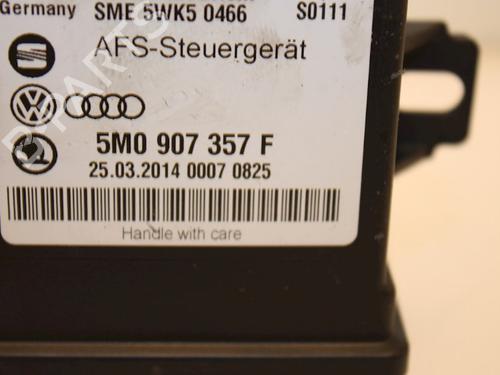 Germany SME 5WK5 0466 S0111
AFS-Steuergerät
5M0 907 357 F
25.03.2014 0007 0825
Handle with care